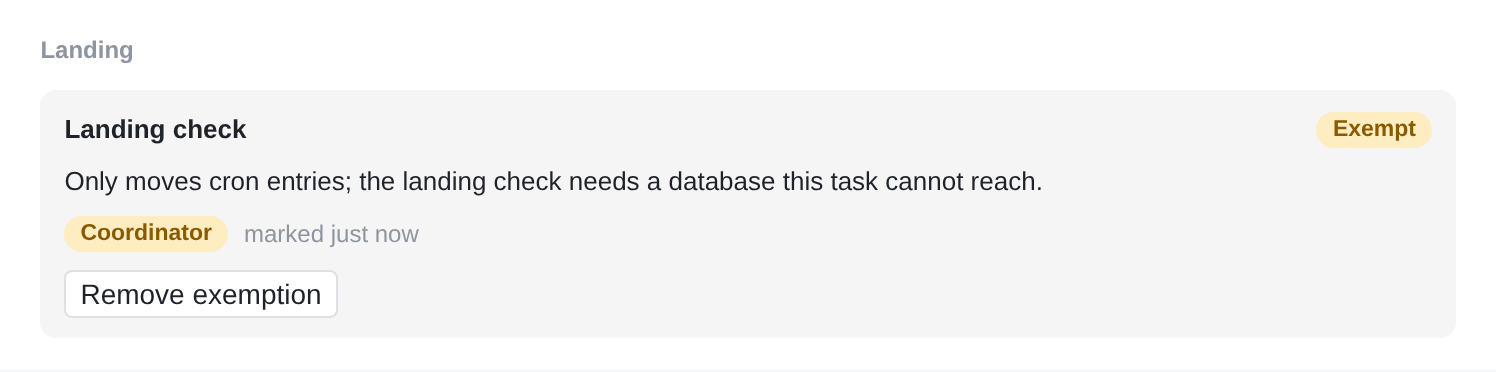 Landing
Landing check
Exempt
Only moves cron entries; the landing check needs a database this task cannot reach.
Coordinator marked just now
Remove exemption